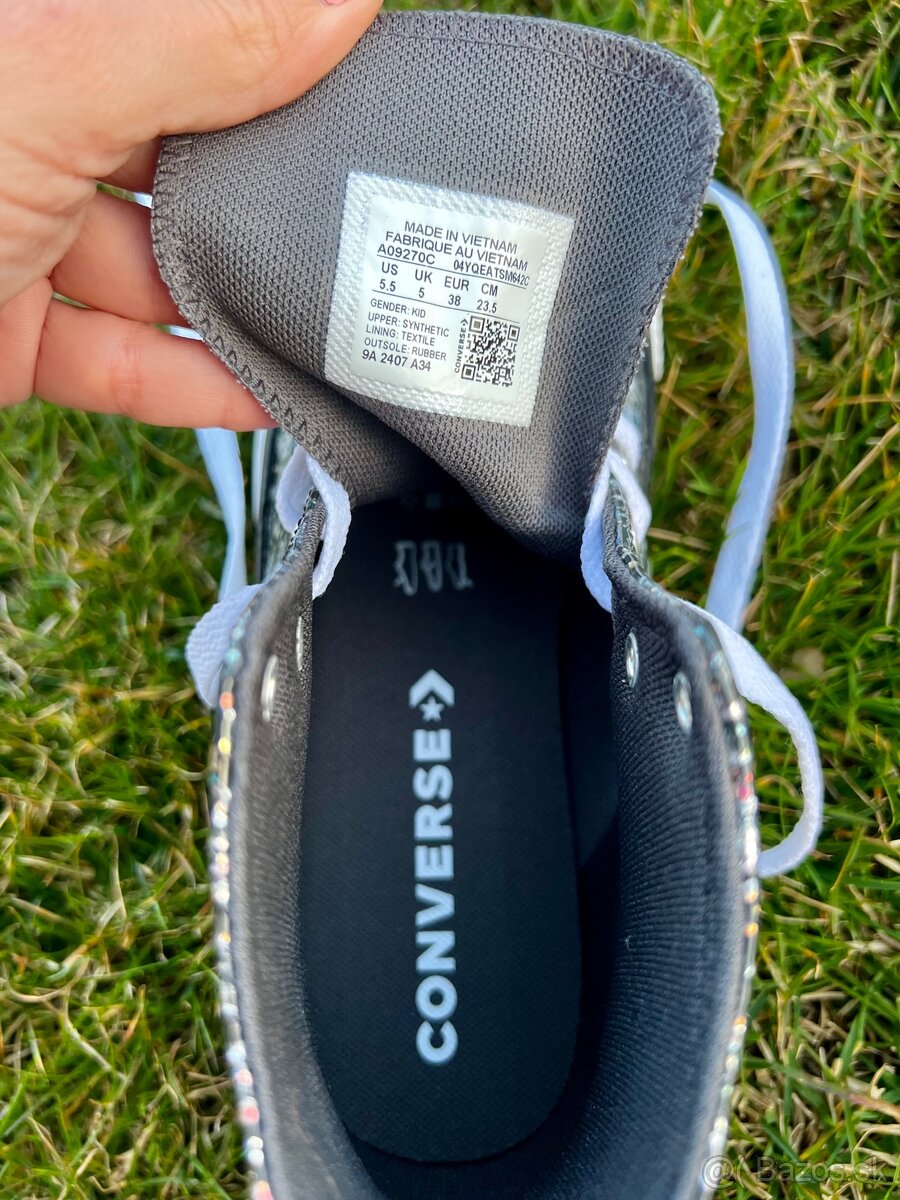 MADE IN VIETNAM
FABRIQUE AU VIETNAM
A09270C 04YQEATSM642C
US UK EUR CM
5.5 5 38 23.5
GENDER: KID
UPPER: SYNTHETIC
LINING: TEXTILE
OUTSOLE: RUBBER
9A 2407 A34
CONVERSE
CONVERSE
@ Bazos.sk